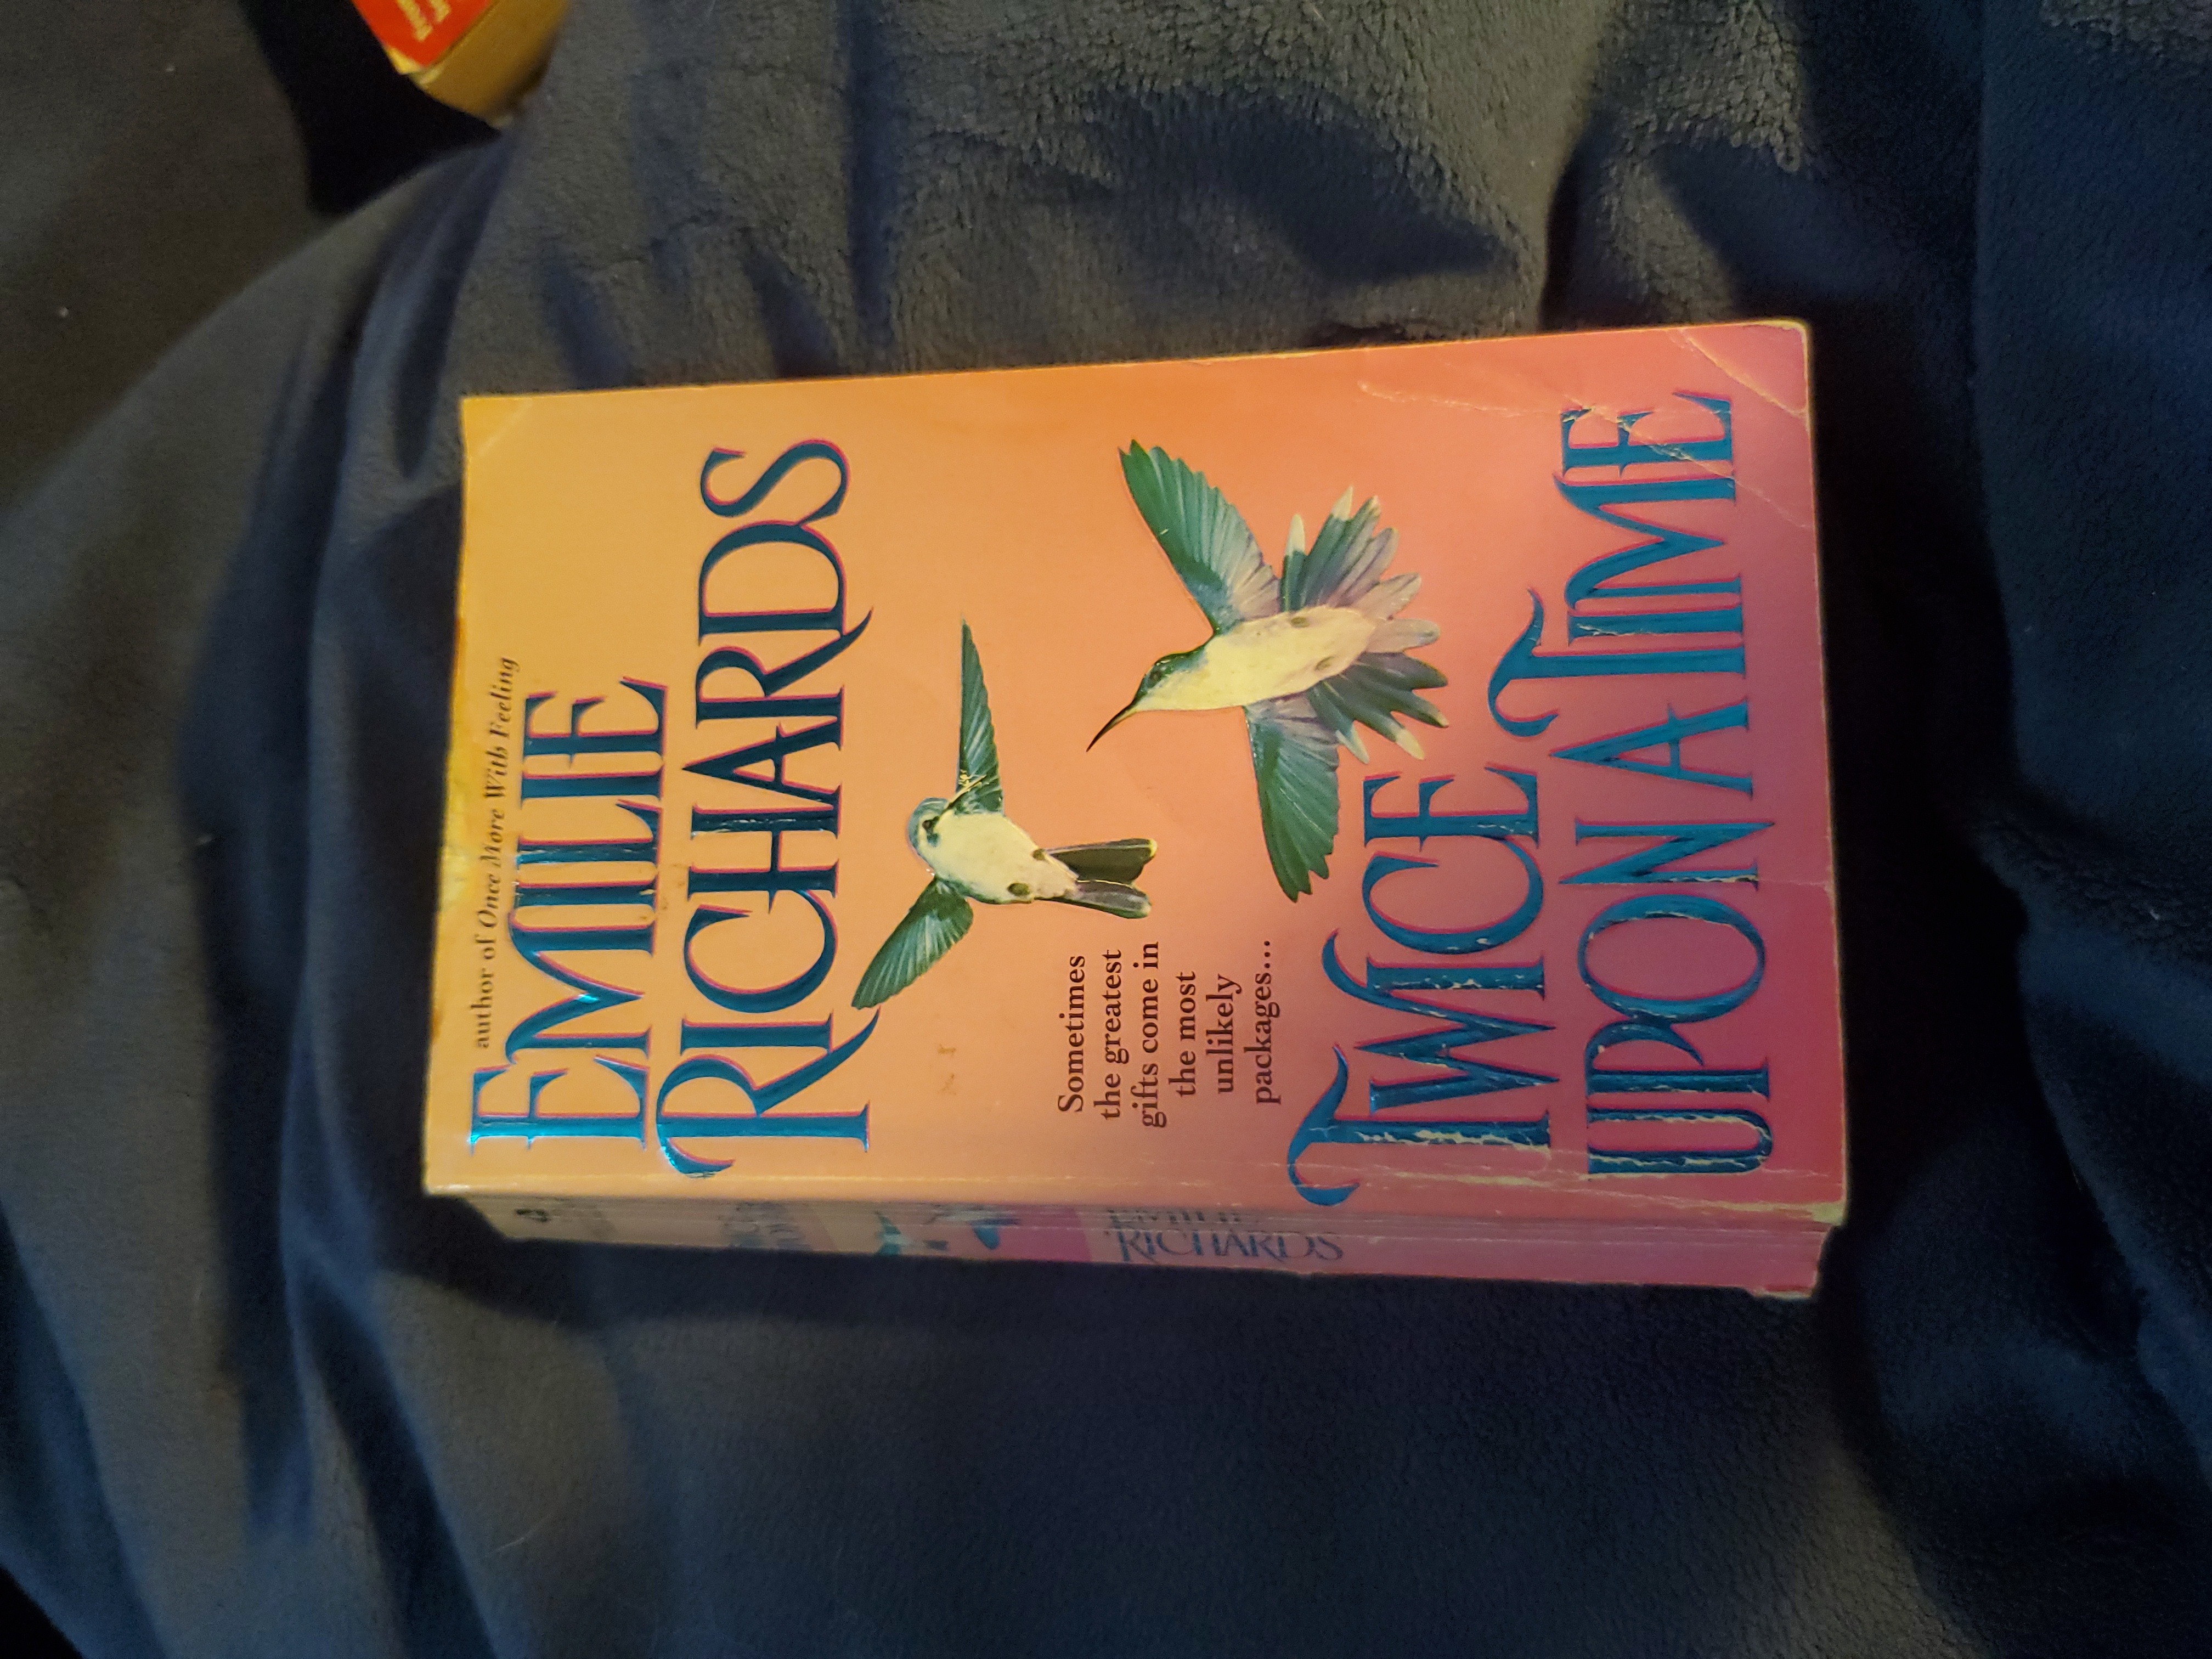 author of Once More With Feeling
EMILIE
RICHARDS
Sometimes
the greatest
gifts come in
the most
unlikely
packages...
TWICE
UPON A TIME
EMILIE
RICHARDS